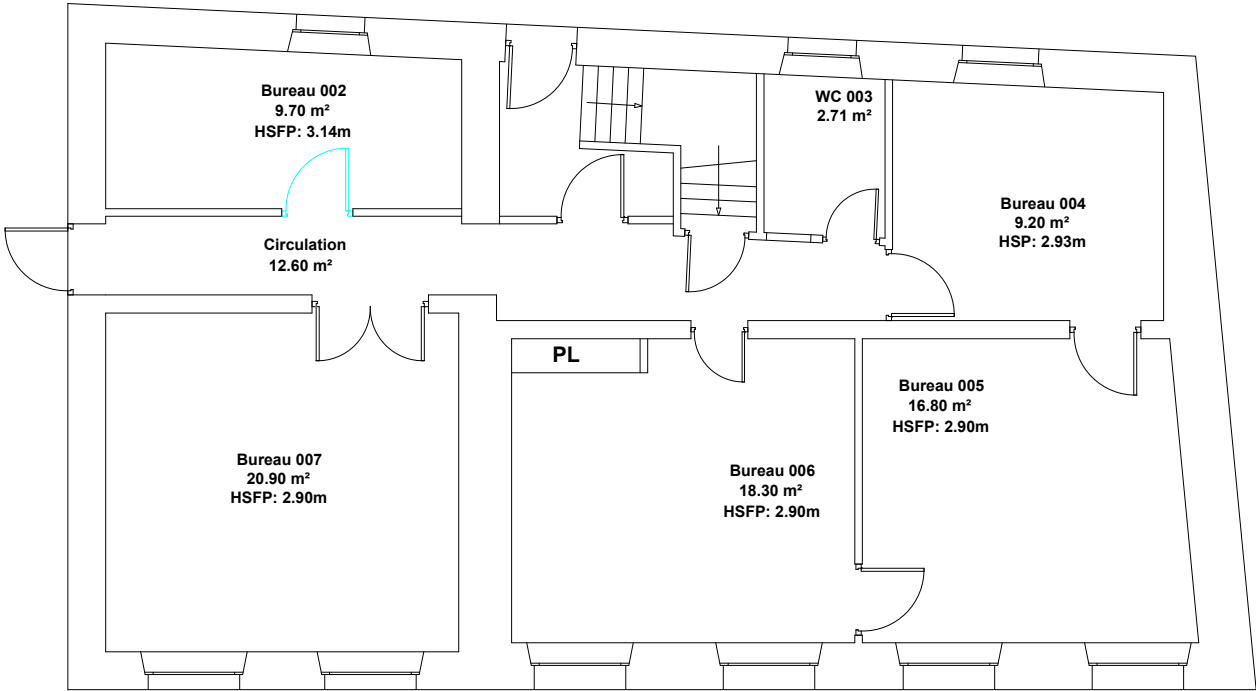 Bureau 002
9.70 m²
HSFP: 3.14m
WC 003
2.71 m²
Bureau 004
9.20 m²
HSP: 2.93m
Circulation
12.60 m²
PL
Bureau 005
16.80 m²
HSFP: 2.90m
Bureau 007
20.90 m²
HSFP: 2.90m
Bureau 006
18.30 m²
HSFP: 2.90m